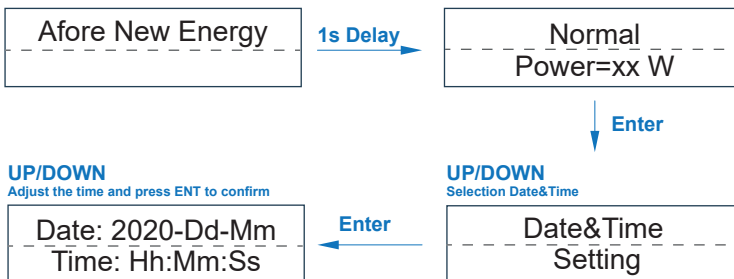 Afore New Energy
1s Delay
Normal
Power=xx W
Enter
UP/DOWN
Selection Date&Time
Date&Time
Setting
Enter
UP/DOWN
Adjust the time and press ENT to confirm
Date: 2020-Dd-Mm
Time: Hh:Mm:Ss